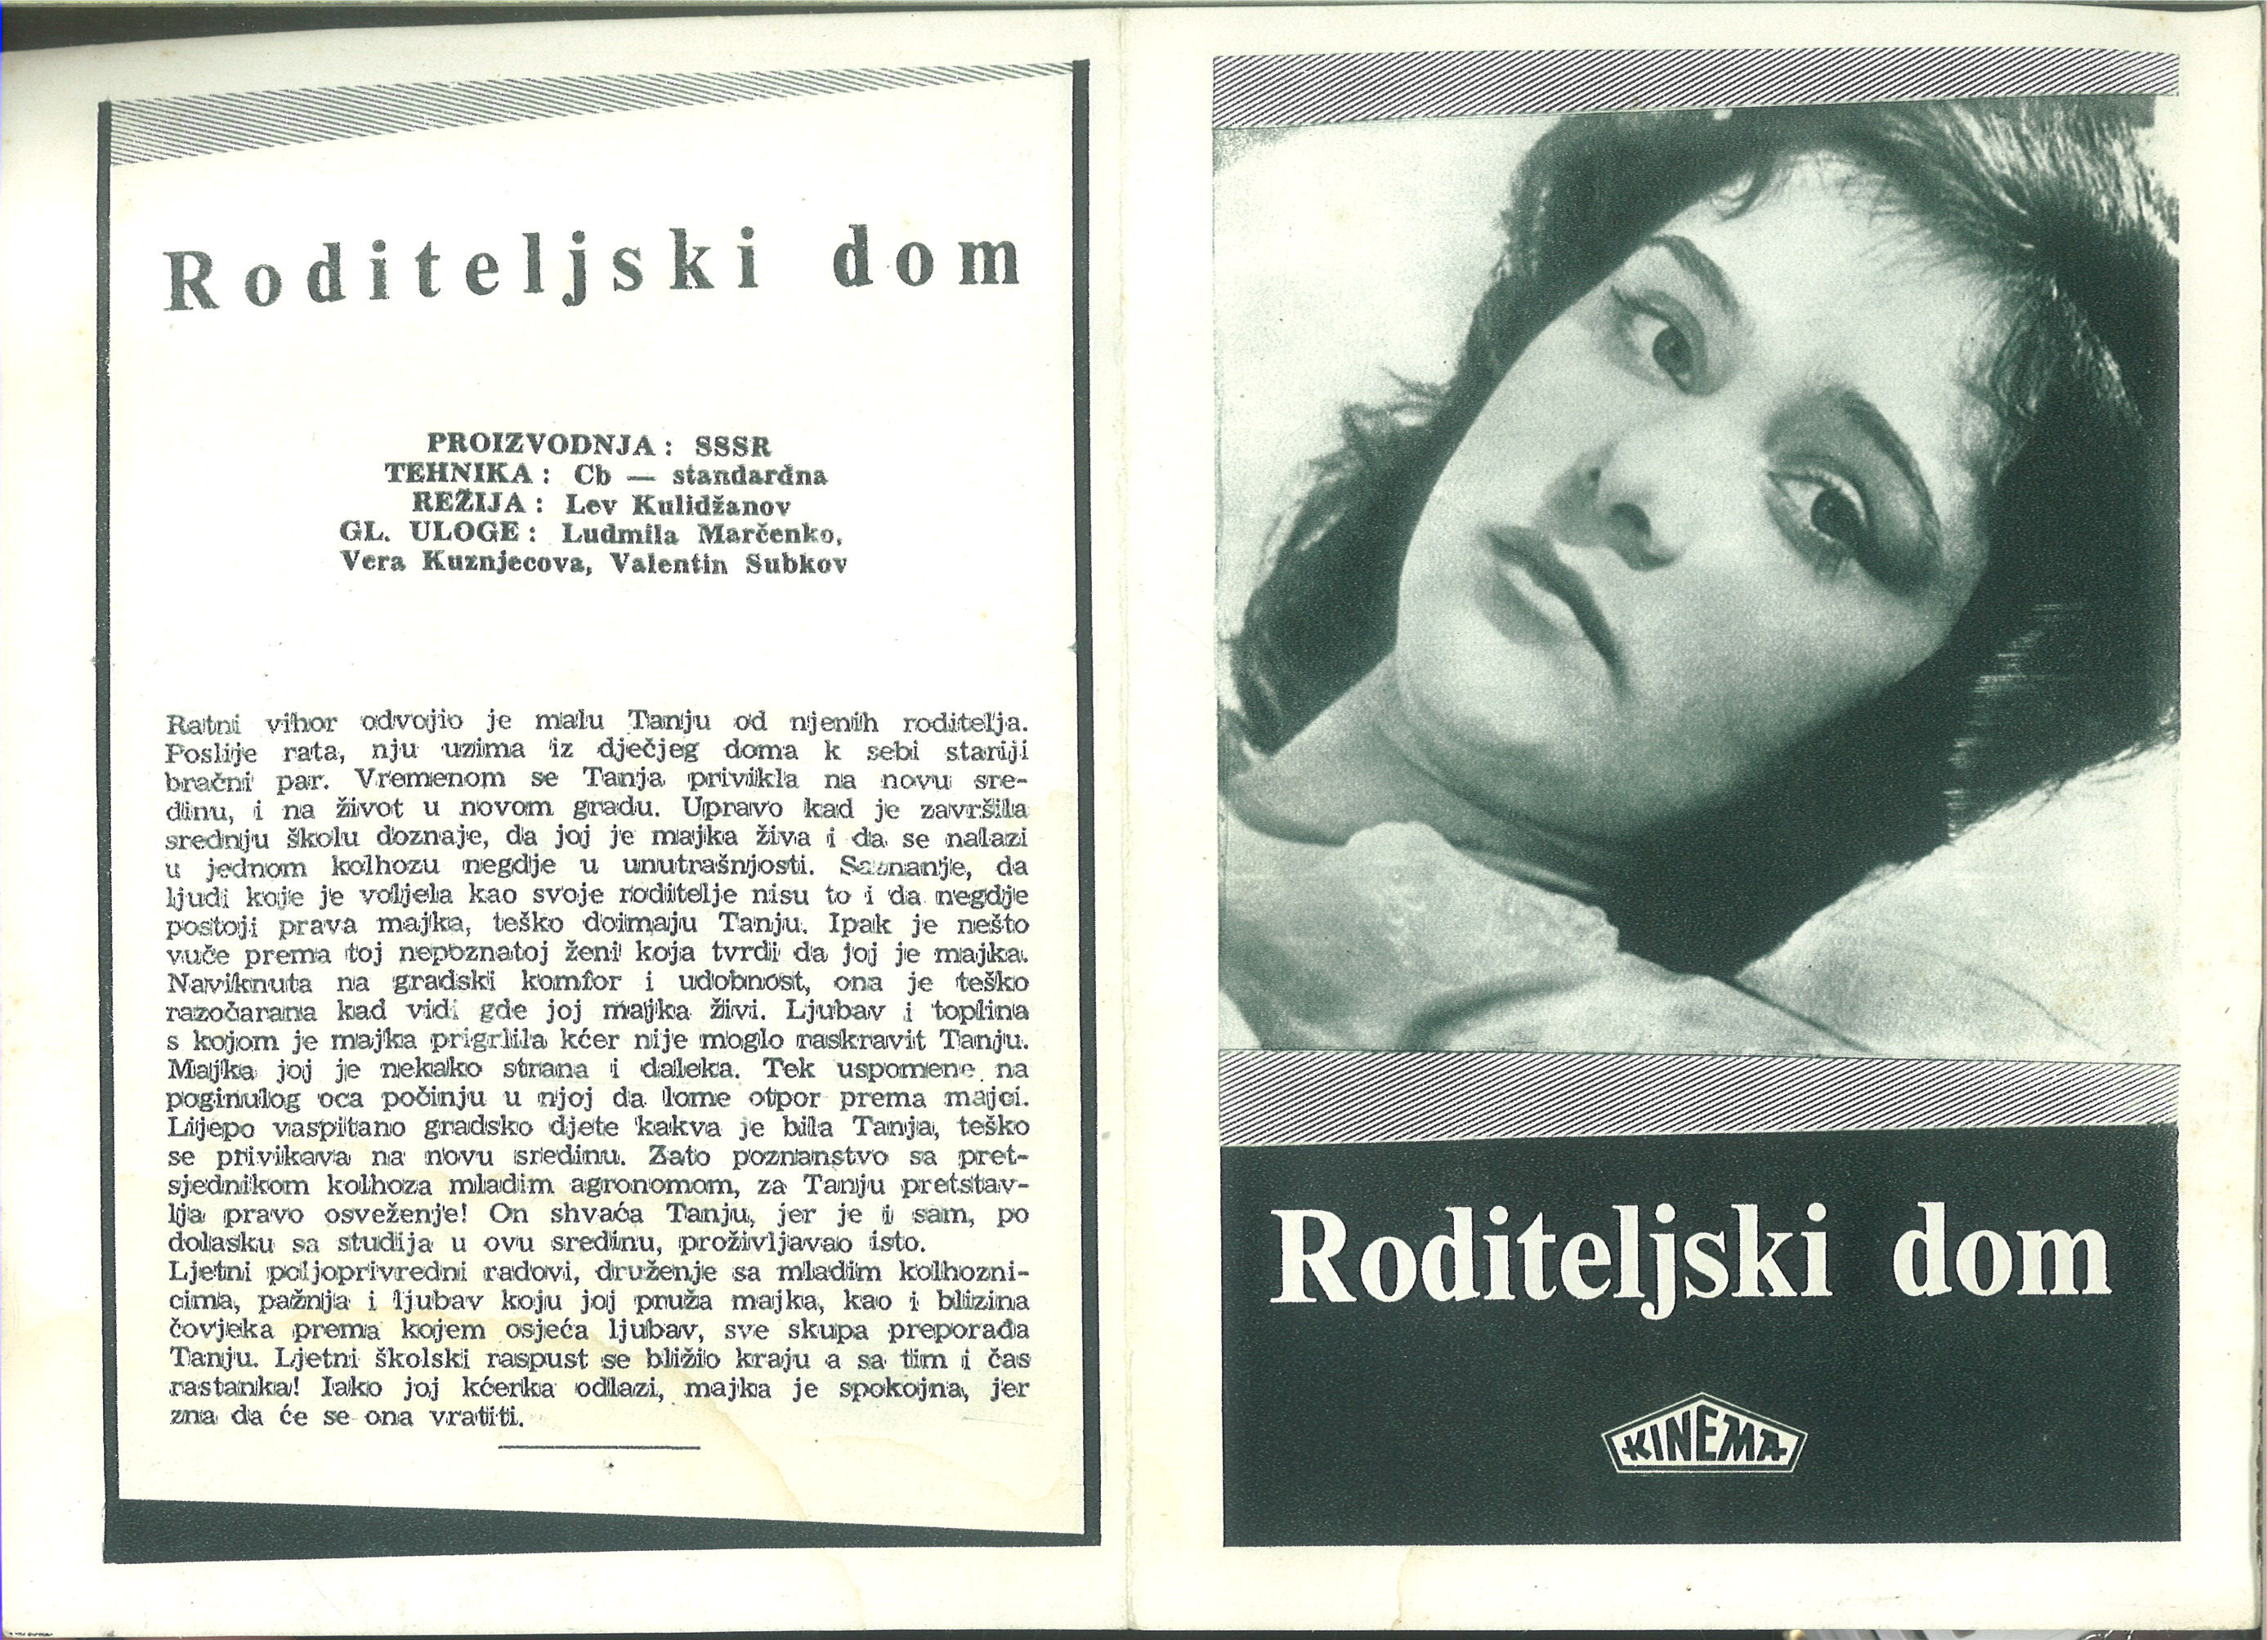 Roditeljski dom
PROIZVODNJA : SSSR
TEHNIKA : Cb — standardna
REŽIJA : Lev Kulidžanov
GL. ULOGE : Ludmila Marčenko,
Vera Kuznjecova, Valentin Subkov
Ratni vihor odvojio je malu Tanju od njenih roditelja.
Poslije rata, nju uzima iz dječjeg doma k sebi stariji
bračni par. Vremenom se Tanja privikla na novu sre-
dinu, i na život u novom gradu. Upravo kad je završila
srednju školu doznaje, da joj je majka živa i da se nalazi
u jednom kolhozu negdje u unutrašnjosti. Saznanje, da
ljudi koje je voljela kao svoje roditelje nisu to i da negdje
postoji prava majka, teško doimaju Tanju. Ipak je nešto
vuče prema toj nepoznatoj ženi koja tvrdi da joj je majka.
Naviknuta na gradski komfor i udobnost, ona je teško
razočarana kad vidi gde joj majka živi. Ljubav i toplina
s kojom je majka prigrlila kćer nije moglo raskravit Tanju.
Majka joj je nekako strana i daleka. Tek uspomene na
poginulog oca počinju u njoj da lome otpor prema majci.
Lijepo vaspitano gradsko djete kakva je bila Tanja, teško
se privikava na novu sredinu. Zato poznanstvo sa pret-
sjednikom kolhoza mladim agronomom, za Tanju pretstav-
lja pravo osveženje! On shvaća Tanju, jer je i sam, po
dolasku sa studija u ovu sredinu, proživljavao isto.
Ljetni poljoprivredni radovi, druženje sa mladim kolhozni-
cima, pažnja i ljubav koju joj pruža majka, kao i blizina
čovjeka prema kojem osjeća ljubav, sve skupa preporađa
Tanju. Ljetni školski raspust se bližio kraju a sa tim i čas
rastanka! Iako joj kćerka odlazi, majka je spokojna, jer
zna da će se ona vratiti.
Roditeljski dom
KINEMA